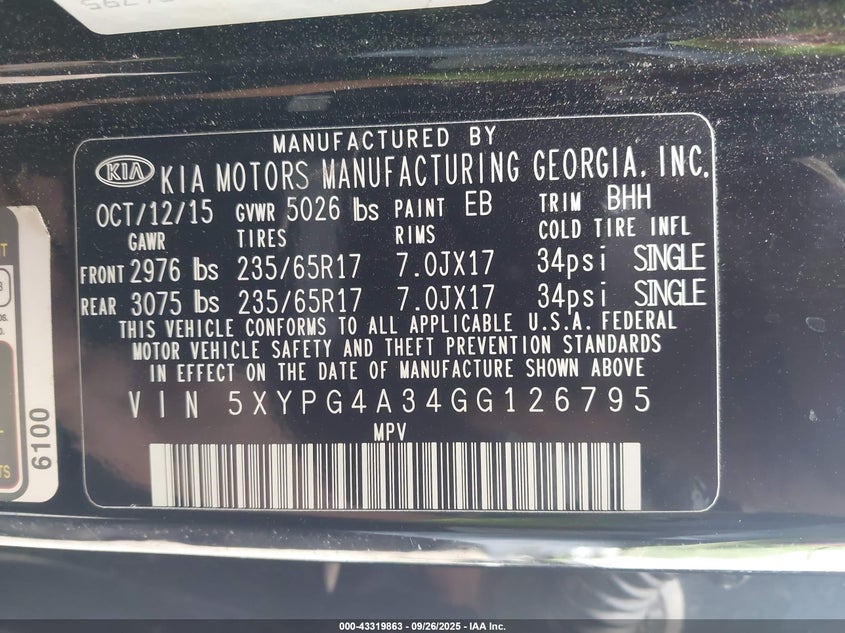 MANUFACTURED BY
KIA KIA MOTORS MANUFACTURING GEORGIA, INC.
OCT/12/15 GVWR 5026 lbs PAINT EB TRIM BHH
GAWR TIRES RIMS COLD TIRE INFL
FRONT 2976 lbs 235/65R17 7.0JX17 34psi SINGLE
REAR 3075 lbs 235/65R17 7.0JX17 34psi SINGLE
THIS VEHICLE CONFORMS TO ALL APPLICABLE U.S.A. FEDERAL
MOTOR VEHICLE SAFETY AND THEFT PREVENTION STANDARDS
IN EFFECT ON THE DATE OF MANUFACTURE SHOWN ABOVE
VIN 5XYPG4A34GG126795
MPV
6100
000-43319863 - 09/26/2025 - IAA Inc.